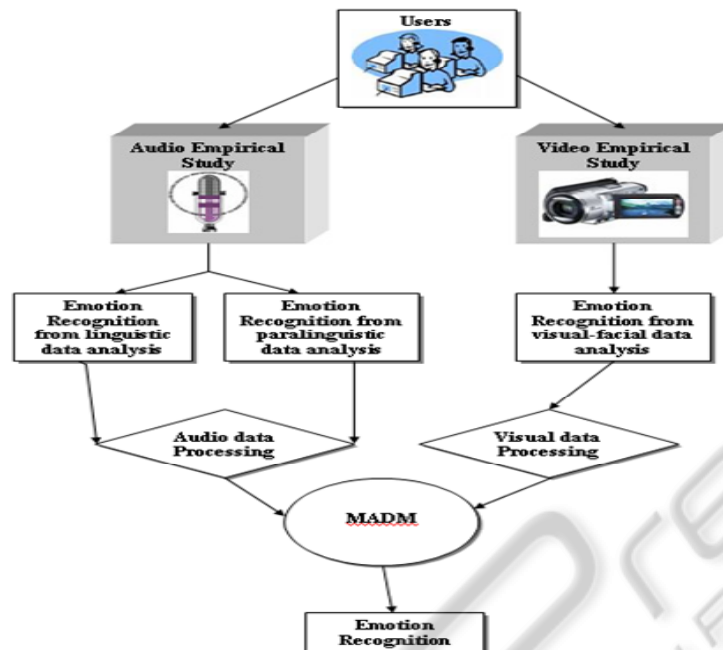 Users
Audio Empirical
Study
Video Empirical
Study
Emotion
Recognition
from linguistic
data analysis
Emotion
Recognition from
paralinguistic
data analysis
Emotion
Recognition from
visual-facial data
analysis
Audio data
Processing
Visual data
Processing
MADM
Emotion
Recognition